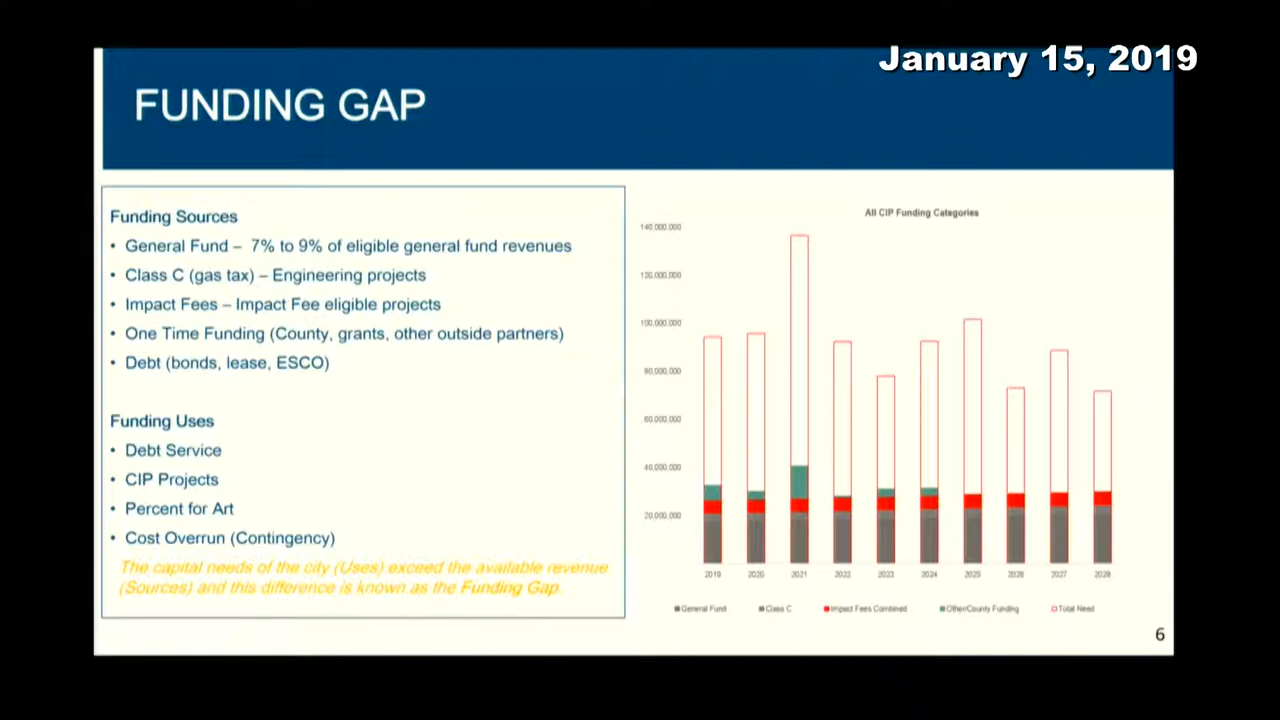 January 15, 2019
FUNDING GAP
Funding Sources
• General Fund – 7% to 9% of eligible general fund revenues
• Class C (gas tax) – Engineering projects
• Impact Fees – Impact Fee eligible projects
• One Time Funding (County, grants, other outside partners)
• Debt (bonds, lease, ESCO)
Funding Uses
• Debt Service
• CIP Projects
• Percent for Art
• Cost Overrun (Contingency)
The capital needs of the city (Uses) exceed the available revenue
(Sources) and this difference is known as the Funding Gap.
All CIP Funding Categories
140,000,000
120,000,000
100,000,000
80,000,000
60,000,000
40,000,000
20,000,000
2019 2020 2021 2022 2023 2024 2025 2026 2027 2028
General Fund Class C Impact Fees Combined Other/County Funding Total Need
6